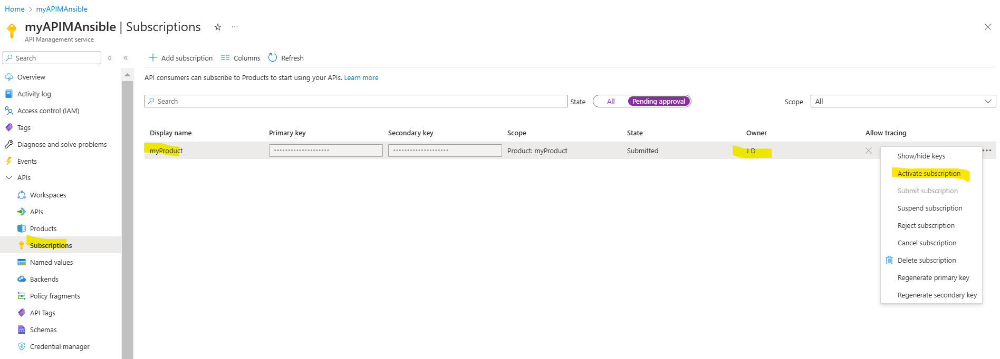 Home > myAPIMAnsible
myAPIMAnsible | Subscriptions
API Management service
Search
Add subscription Columns Refresh
API consumers can subscribe to Products to start using your APIs. Learn more
Search State All Pending approval Scope All
Display name Primary key Secondary key Scope State Owner Allow tracing
myProduct •••••••••••••••••••• •••••••••••••••••••• Product: myProduct Submitted J D
Show/hide keys
Activate subscription
Submit subscription
Suspend subscription
Reject subscription
Cancel subscription
Delete subscription
Regenerate primary key
Regenerate secondary key
Overview
Activity log
Access control (IAM)
Tags
Diagnose and solve problems
Events
APIs
Workspaces
APIs
Products
Subscriptions
Named values
Backends
Policy fragments
API Tags
Schemas
Credential manager